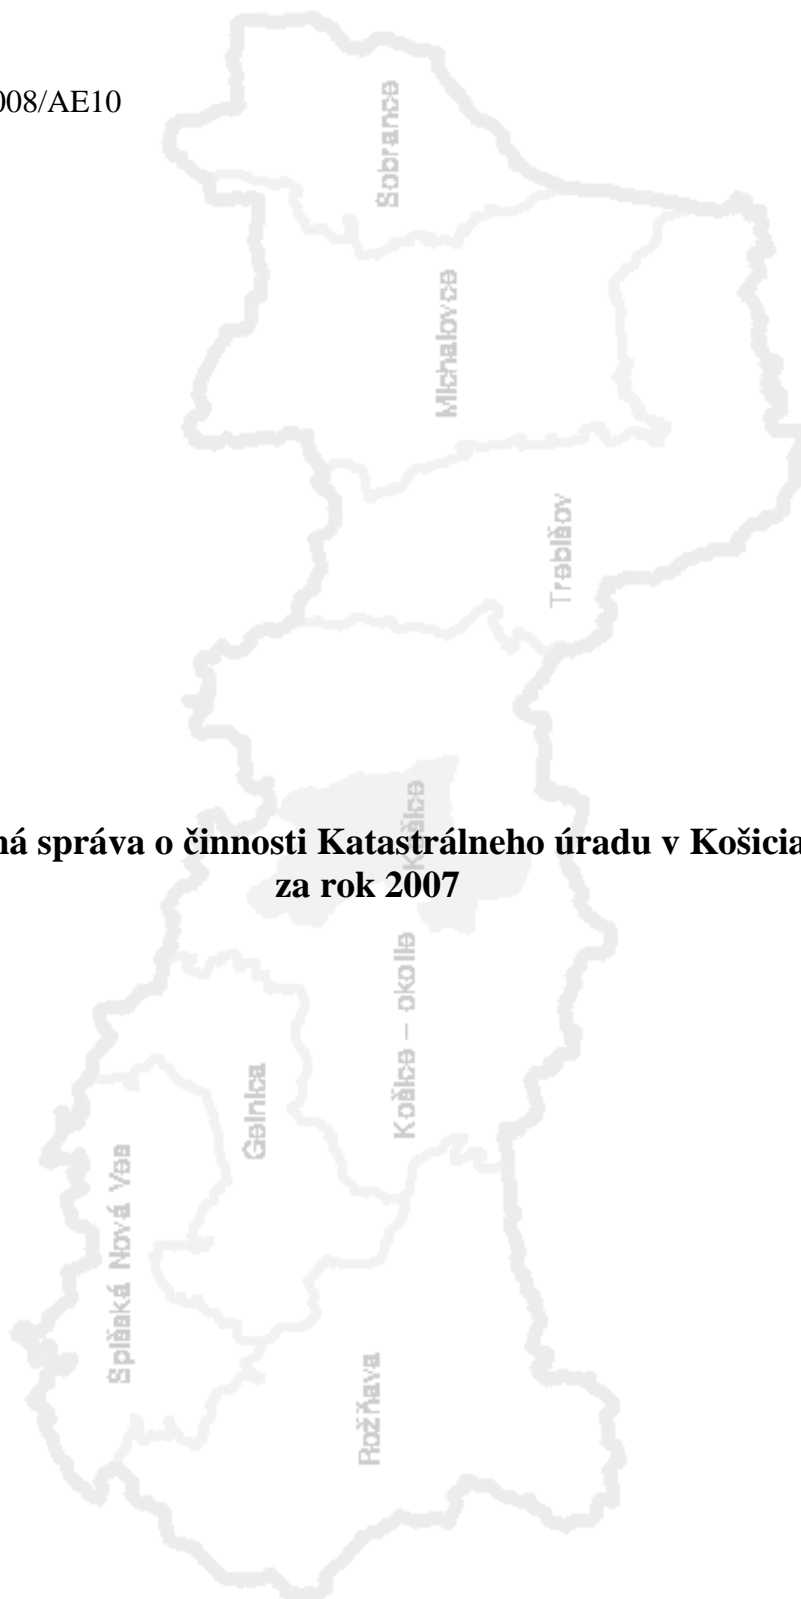 008/AE10
Sobrance
Michalovce
Trebišov
Košice
ná správa o činnosti Katastrálneho úradu v Košicia
za rok 2007
Košice – okolie
Gelnica
Spišská Nová Ves
Rožňava